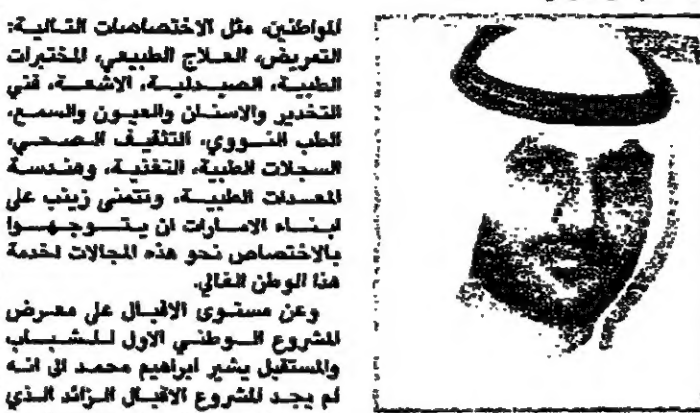 المواطنين، مثل الاختصاصات التالية:
التمريض، العلاج الطبيعي، المختبرات
الطبية، الصيدلية، الاشعة، فني
التخدير والاسنان والعيون والسمع،
الطب النووي، التثقيف الصحي،
السجلات الطبية، التغذية، وهندسة
المعدات الطبية، وتتمنى زينب على
ابناء الامارات ان يتوجهوا
بالاختصاص نحو هذه المجالات لخدمة
هذا الوطن الغالي.
وعن مستوى الاقبال على معرض
المشروع الوطني الاول للشباب
والمستقبل يشير ابراهيم محمد الى انه
لم يجد المشروع الاقبال الزائد الذي